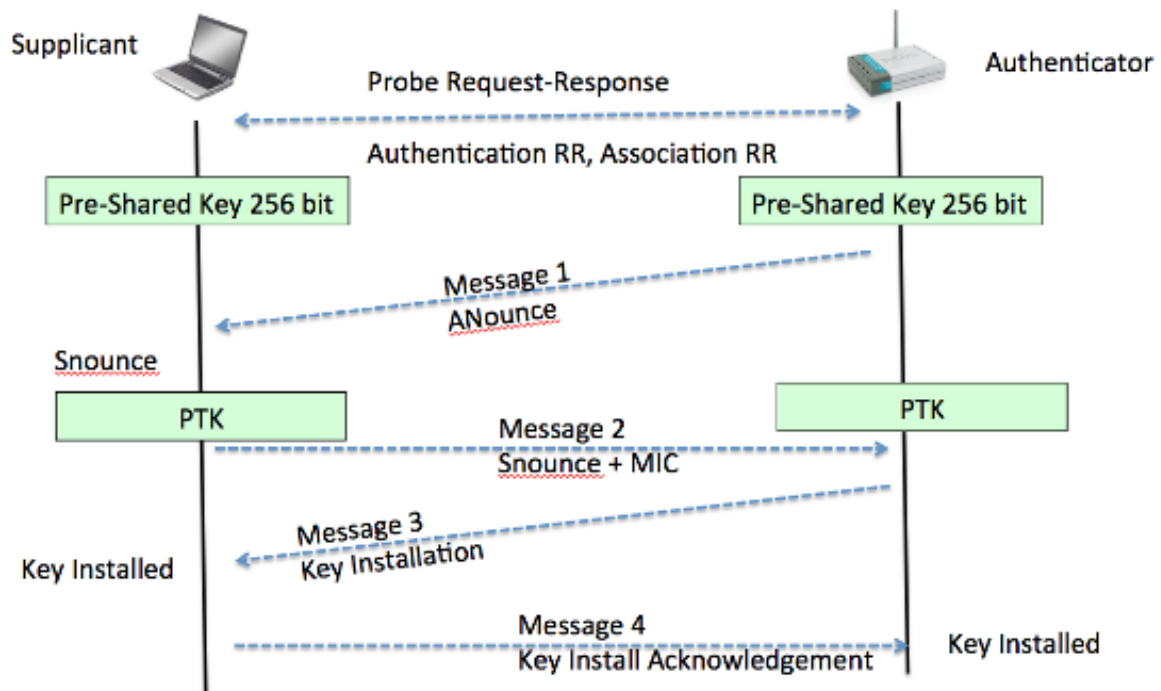 Supplicant
Authenticator
Probe Request-Response
Authentication RR, Association RR
Pre-Shared Key 256 bit
Pre-Shared Key 256 bit
Message 1
ANounce
Snounce
PTK
PTK
Message 2
Snounce + MIC
Message 3
Key Installation
Key Installed
Message 4
Key Install Acknowledgement
Key Installed